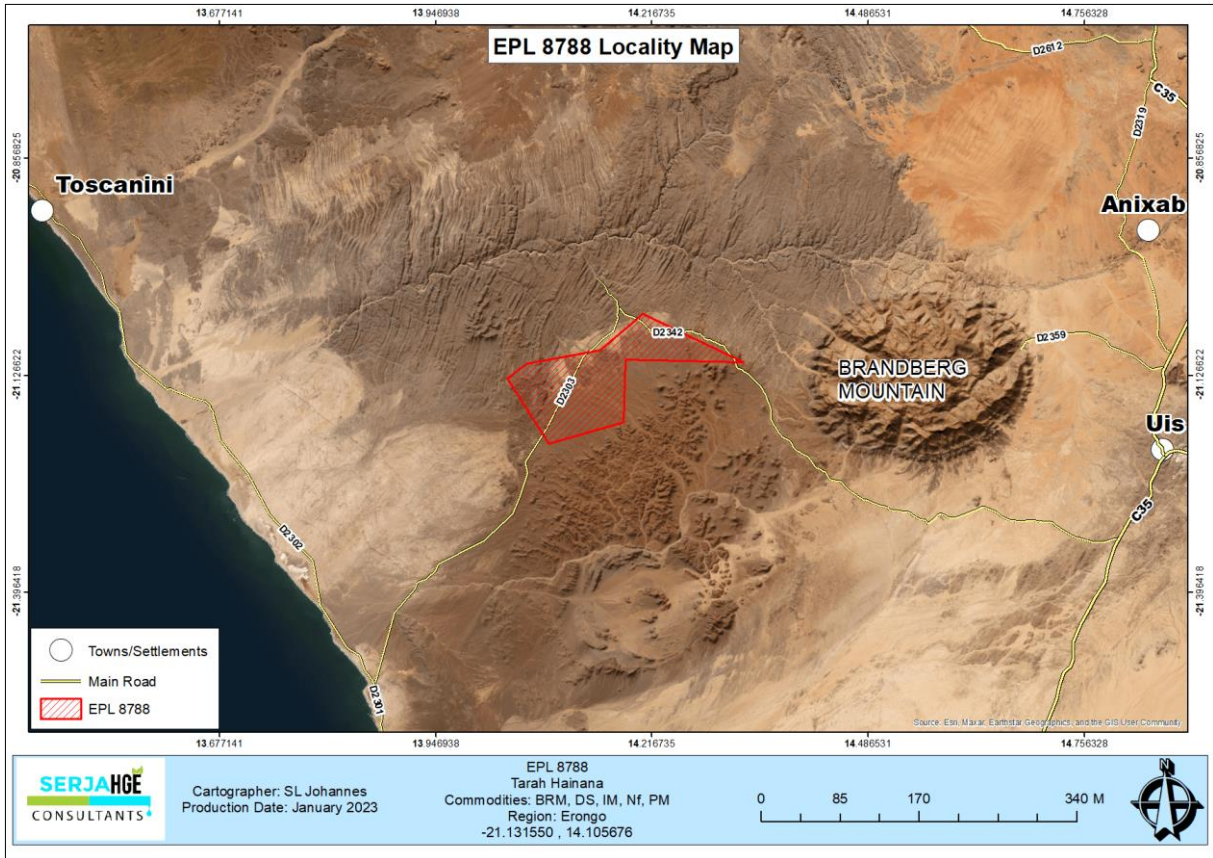 13.677141 13.946938 14.216735 14.486531 14.756328
EPL 8788 Locality Map
D2612
C35
D2319
-20.856825
-20.856825
Toscanini
Anixab
D2342
D2359
BRANDBERG
MOUNTAIN
-21.126622
-21.126622
D2303
Uis
C35
D2302
-21.396418
-21.396418
D2301
Towns/Settlements
Main Road
EPL 8788
Source: Esri, Maxar, Earthstar Geographics, and the GIS User Community
13.677141 13.946938 14.216735 14.486531 14.756328
SERJAHGE
CONSULTANTS
Cartographer: SL Johannes
Production Date: January 2023
EPL 8788
Tarah Hainana
Commodities: BRM, DS, IM, Nf, PM
Region: Erongo
-21.131550 , 14.105676
0 85 170 340 M
N